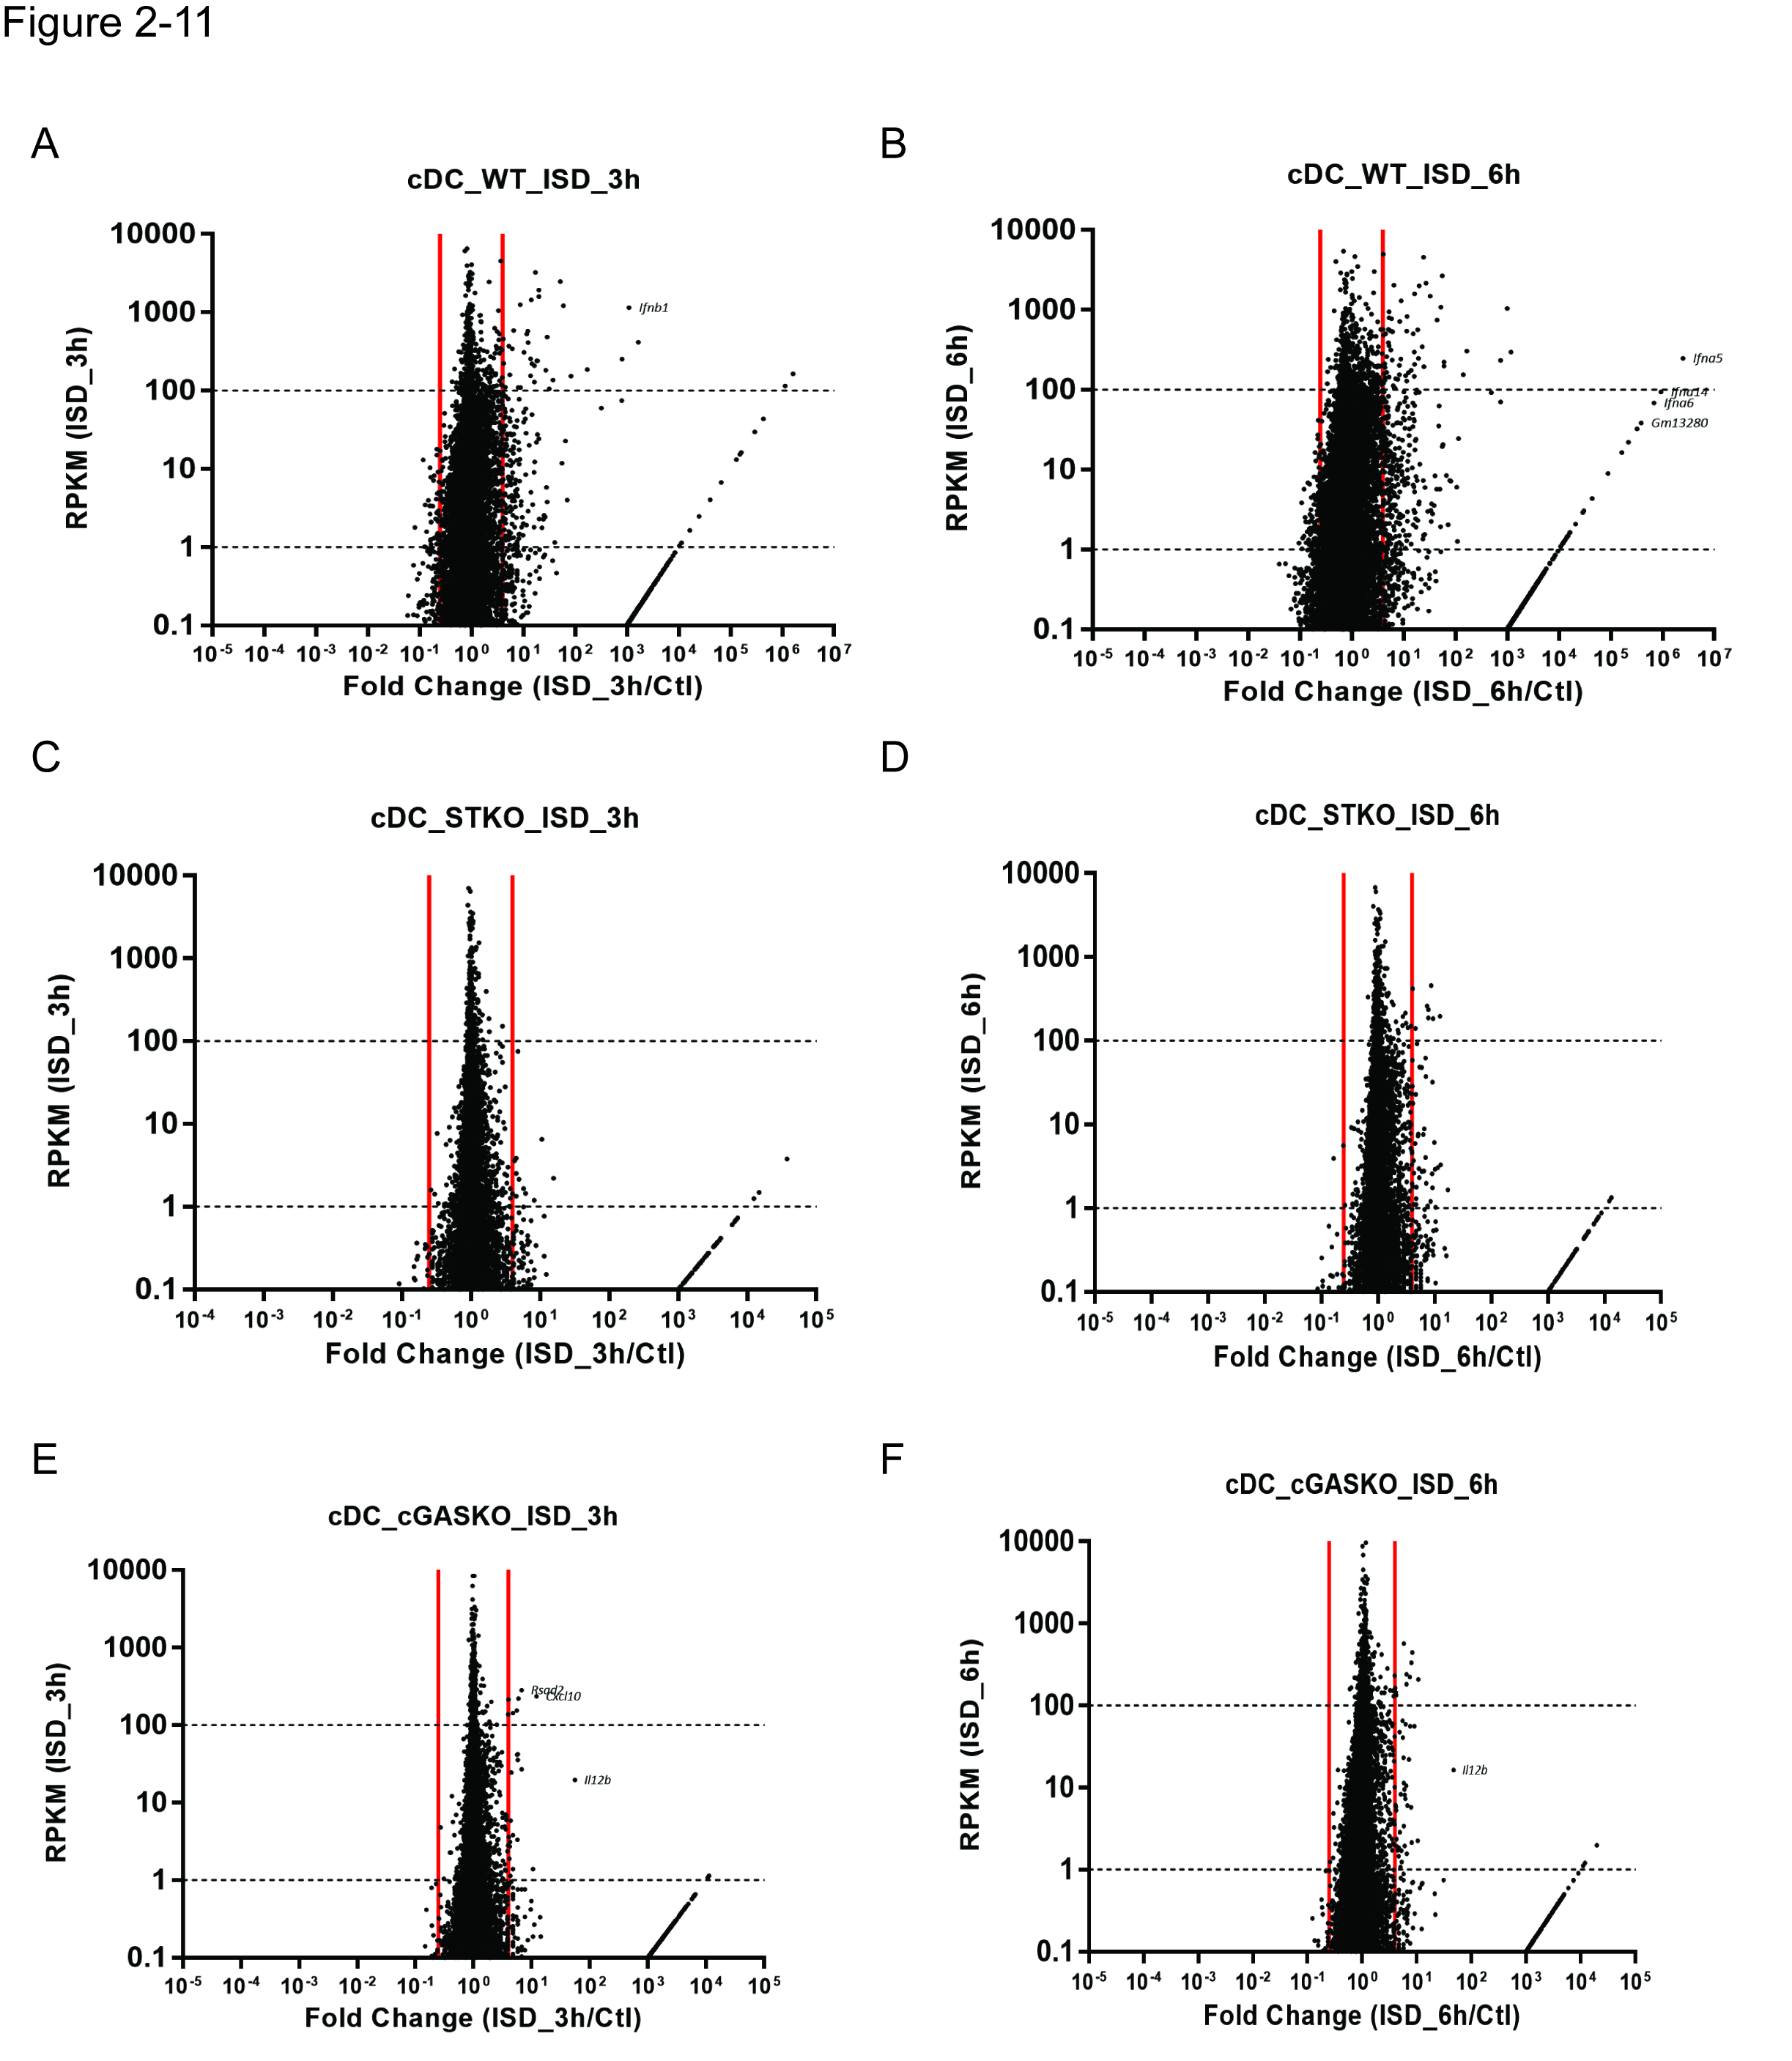 Figure 2-11
A
cDC_WT_ISD_3h
RPKM (ISD_3h)
10000
1000
100
10
1
0.1
Ifnb1
10-5 10-4 10-3 10-2 10-1 100 101 102 103 104 105 106 107
Fold Change (ISD_3h/Ctl)
B
cDC_WT_ISD_6h
RPKM (ISD_6h)
10000
1000
100
10
1
0.1
Ifna5
Ifna14
Ifna6
Gm13280
10-5 10-4 10-3 10-2 10-1 100 101 102 103 104 105 106 107
Fold Change (ISD_6h/Ctl)
C
cDC_STKO_ISD_3h
RPKM (ISD_3h)
10000
1000
100
10
1
0.1
10-4 10-3 10-2 10-1 100 101 102 103 104 105
Fold Change (ISD_3h/Ctl)
D
cDC_STKO_ISD_6h
RPKM (ISD_6h)
10000
1000
100
10
1
0.1
10-5 10-4 10-3 10-2 10-1 100 101 102 103 104 105
Fold Change (ISD_6h/Ctl)
E
cDC_cGASKO_ISD_3h
RPKM (ISD_3h)
10000
1000
100
10
1
0.1
Rsad2
Cxcl10
Il12b
10-5 10-4 10-3 10-2 10-1 100 101 102 103 104 105
Fold Change (ISD_3h/Ctl)
F
cDC_cGASKO_ISD_6h
RPKM (ISD_6h)
10000
1000
100
10
1
0.1
Il12b
10-5 10-4 10-3 10-2 10-1 100 101 102 103 104 105
Fold Change (ISD_6h/Ctl)